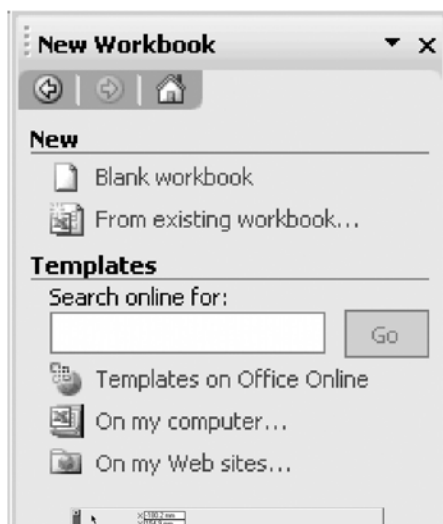 New Workbook
New
Blank workbook
From existing workbook...
Templates
Search online for:
Go
Templates on Office Online
On my computer...
On my Web sites...